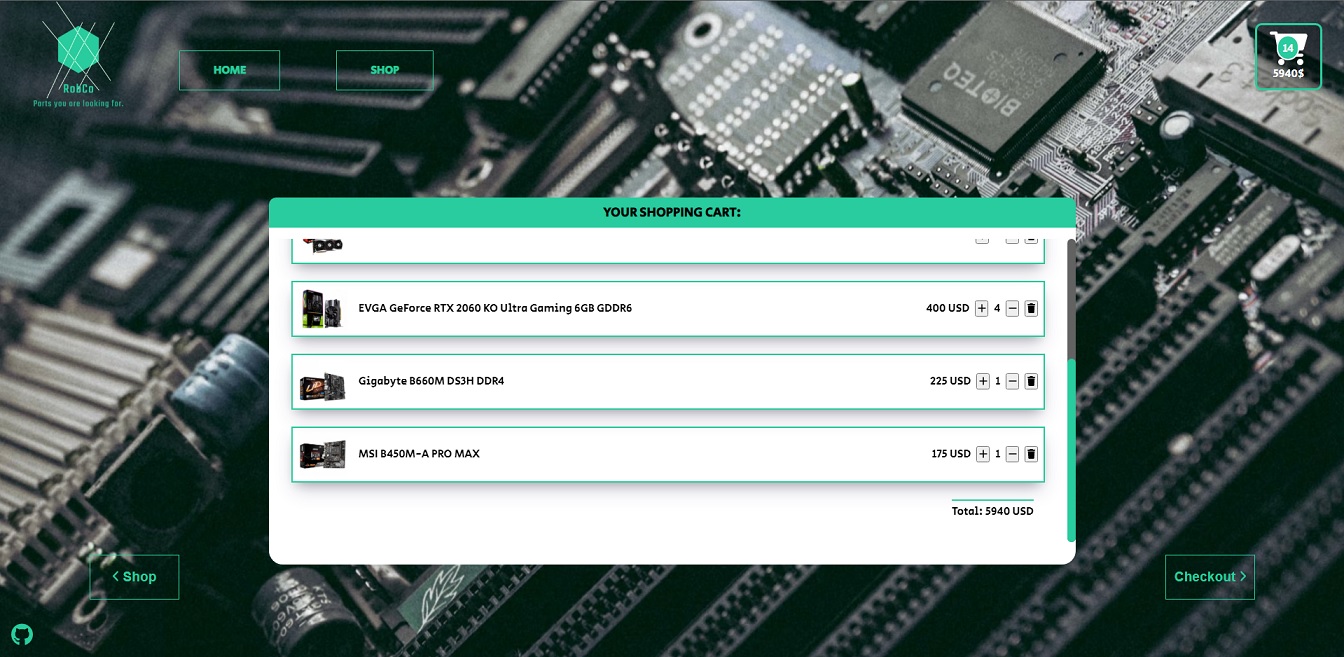 RobCo
Parts you are looking for.
HOME
SHOP
14
5940$
BIOTEQ
YOUR SHOPPING CART:
EVGA GeForce RTX 2060 KO Ultra Gaming 6GB GDDR6
400 USD + 4 −
Gigabyte B660M DS3H DDR4
225 USD + 1 −
MSI B450M-A PRO MAX
175 USD + 1 −
Total: 5940 USD
< Shop
Checkout >